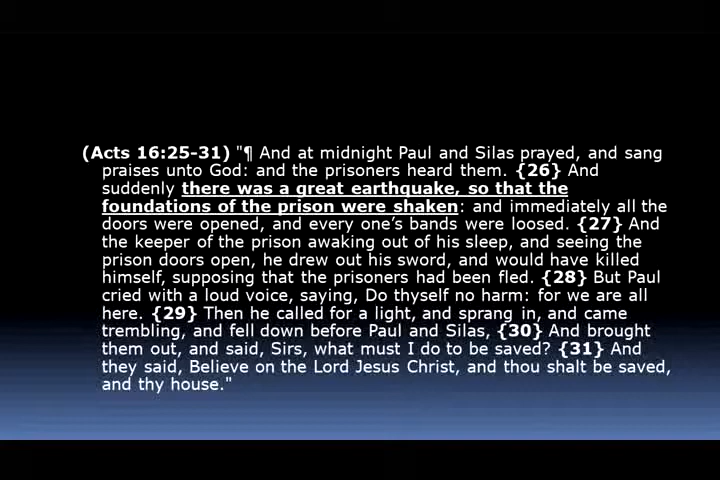 (Acts 16:25-31) "¶ And at midnight Paul and Silas prayed, and sang
praises unto God: and the prisoners heard them. {26} And
suddenly there was a great earthquake, so that the
foundations of the prison were shaken: and immediately all the
doors were opened, and every one's bands were loosed. {27} And
the keeper of the prison awaking out of his sleep, and seeing the
prison doors open, he drew out his sword, and would have killed
himself, supposing that the prisoners had been fled. {28} But Paul
cried with a loud voice, saying, Do thyself no harm: for we are all
here. {29} Then he called for a light, and sprang in, and came
trembling, and fell down before Paul and Silas, {30} And brought
them out, and said, Sirs, what must I do to be saved? {31} And
they said, Believe on the Lord Jesus Christ, and thou shalt be saved,
and thy house."